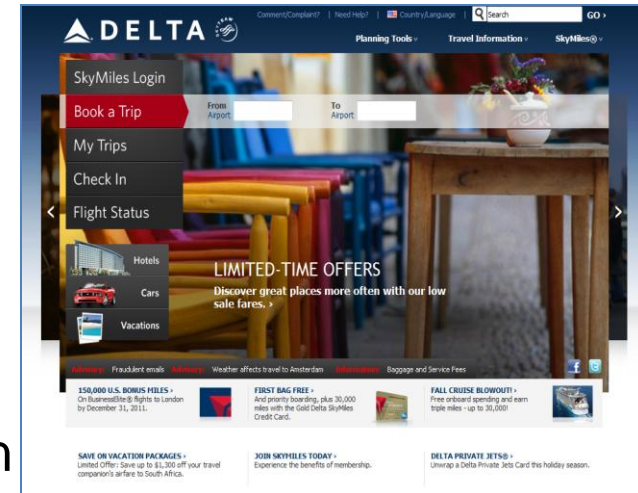 Comment/Complaint? | Need Help? | Country/Language | Search GO ›
DELTA
Planning Tools Travel Information SkyMiles®
SkyMiles Login
Book a Trip
From
Airport
To
Airport
My Trips
Check In
Flight Status
Hotels
Cars
Vacations
LIMITED-TIME OFFERS
Discover great places more often with our low
sale fares. ›
Advisory: Fraudulent emails Advisory: Weather affects travel to Amsterdam Information: Baggage and Service Fees
150,000 U.S. BONUS MILES ›
On BusinessElite® flights to London
by December 31, 2011.
FIRST BAG FREE ›
And priority boarding, plus 30,000
miles with the Gold Delta SkyMiles
Credit Card.
FALL CRUISE BLOWOUT! ›
Free onboard spending and earn
triple miles - up to 30,000!
n
SAVE ON VACATION PACKAGES ›
Limited Offer: Save up to $1,300 off your travel
companion's airfare to South Africa.
JOIN SKYMILES TODAY ›
Experience the benefits of membership.
DELTA PRIVATE JETS® ›
Unwrap a Delta Private Jets Card this holiday season.